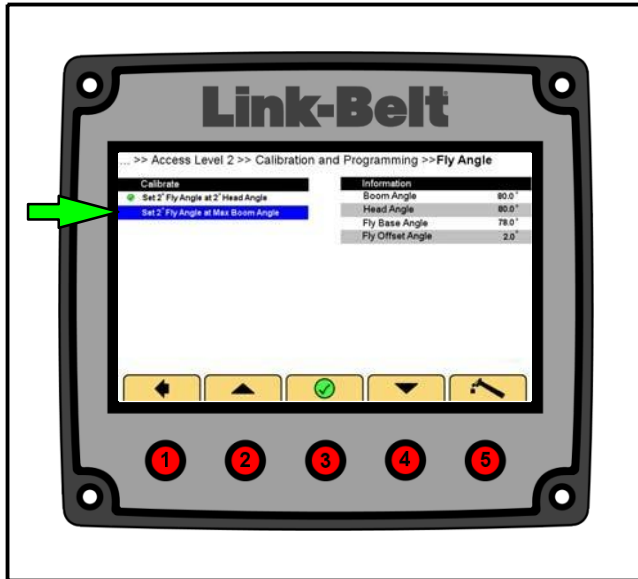 Link-Belt
... >> Access Level 2 >> Calibration and Programming >>Fly Angle
Calibrate
Set 2° Fly Angle at 2° Head Angle
Set 2° Fly Angle at Max Boom Angle
Information
Boom Angle 80.0°
Head Angle 80.0°
Fly Base Angle 78.0°
Fly Offset Angle 2.0°
1 2 3 4 5